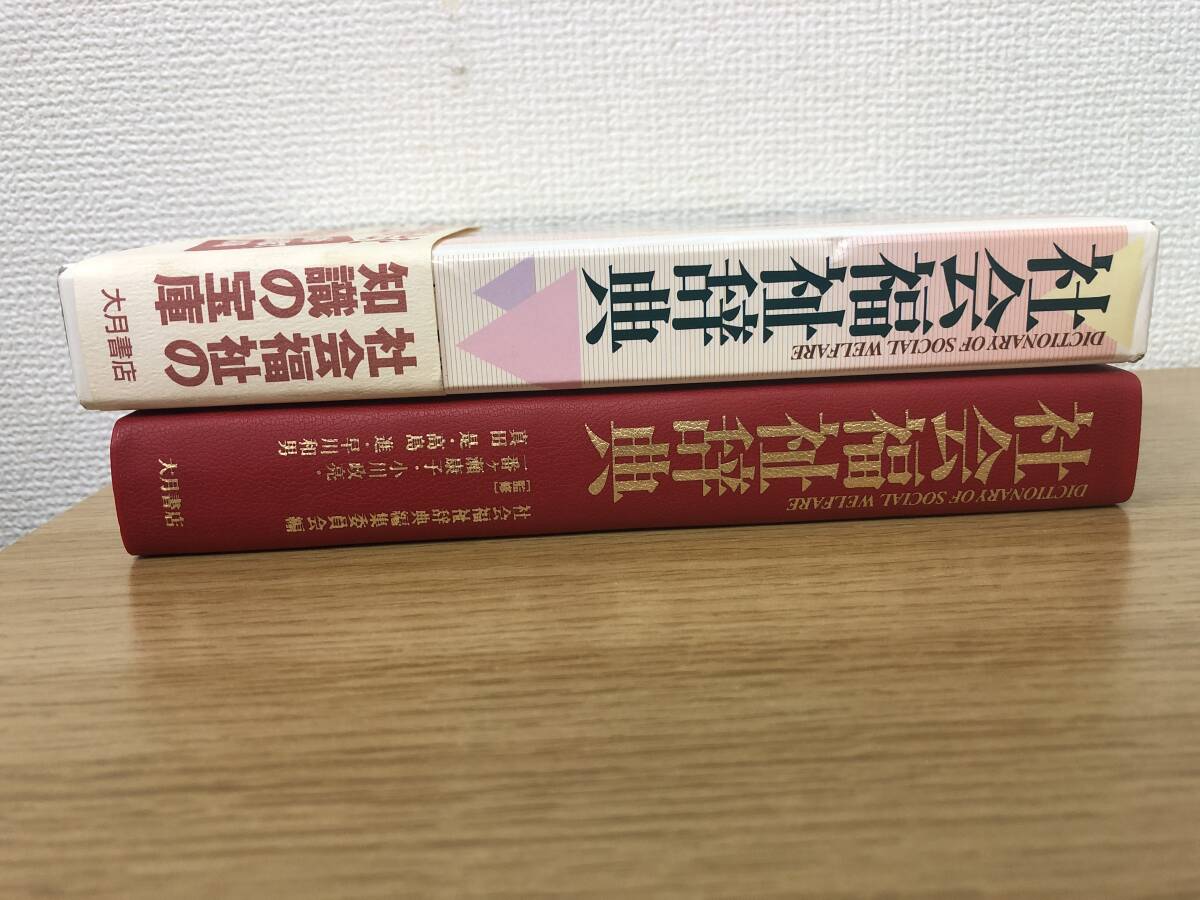 社会福祉辞典
DICTIONARY OF SOCIAL WELFARE
社会福祉の
知識の宝庫
大月書店
社会福祉辞典
DICTIONARY OF SOCIAL WELFARE
社会福祉辞典編集委員会編
[監修]
一番ヶ瀬康子・小川政亮・
真田 是・高島 進・早川和男
大月書店